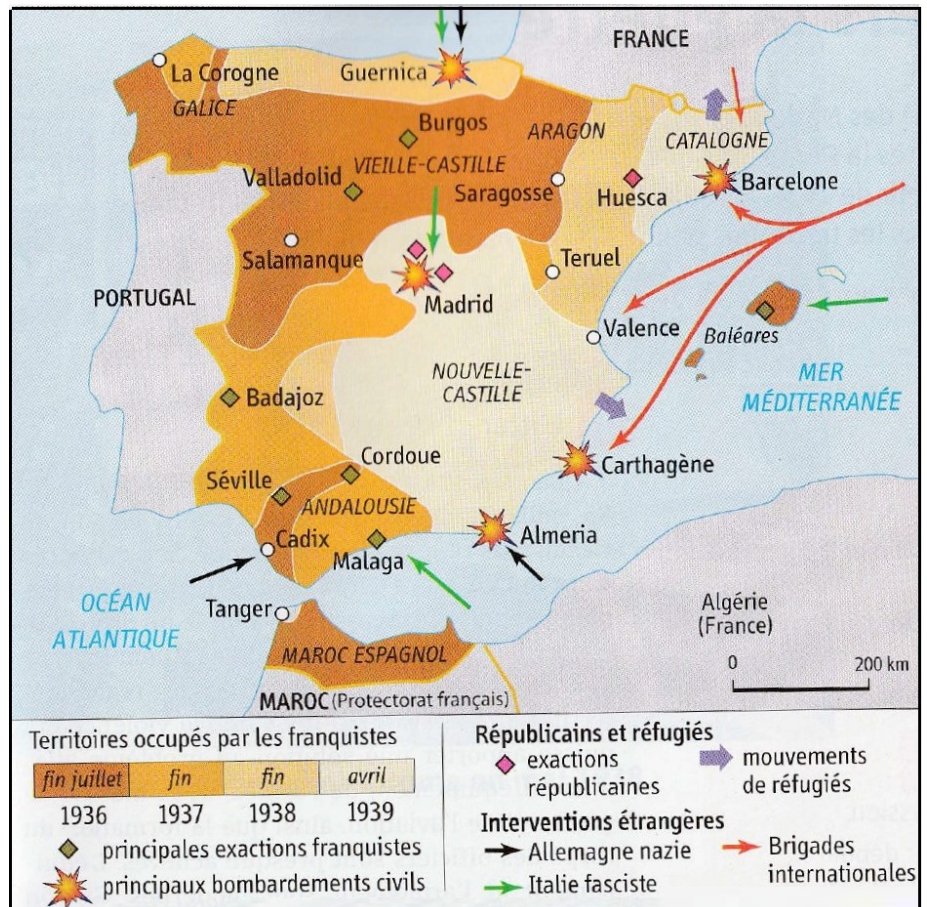 FRANCE
La Corogne
GALICE
Guernica
Burgos
ARAGON
CATALOGNE
VIEILLE-CASTILLE
Valladolid
Saragosse
Huesca
Barcelone
Salamanque
Teruel
PORTUGAL
Madrid
Valence
Baléares
NOUVELLE-
CASTILLE
MER
MÉDITERRANÉE
Badajoz
Cordoue
Carthagène
Séville
ANDALOUSIE
Cadix
Malaga
Almeria
OCÉAN
ATLANTIQUE
Tanger
Algérie
(France)
MAROC ESPAGNOL
0 200 km
MAROC (Protectorat français)
Territoires occupés par les franquistes
fin juillet fin fin avril
1936 1937 1938 1939
principales exactions franquistes
principaux bombardements civils
Républicains et réfugiés
exactions
républicaines
mouvements
de réfugiés
Interventions étrangères
Allemagne nazie
Italie fasciste
Brigades
internationales